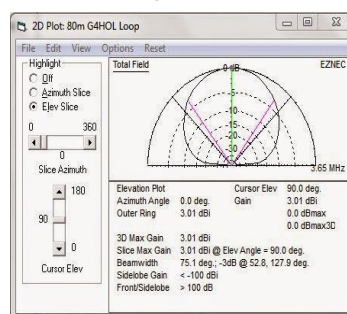 2D Plot: 80m G4HOL Loop
File Edit View Options Reset
Highlight
Off
Azimuth Slice
Elev Slice
0 360
0
Slice Azimuth
180
90
0
Cursor Elev
Total Field
EZNEC
0 dB
-5
-10
-15
-20
-30
3.65 MHz
Elevation Plot
Azimuth Angle 0.0 deg.
Outer Ring 3.01 dBi
Cursor Elev 90.0 deg.
Gain 3.01 dBi
0.0 dBmax
0.0 dBmax3D
3D Max Gain 3.01 dBi
Slice Max Gain 3.01 dBi @ Elev Angle = 90.0 deg.
Beamwidth 75.1 deg.; -3dB @ 52.8, 127.9 deg.
Sidelobe Gain < -100 dBi
Front/Sidelobe > 100 dB